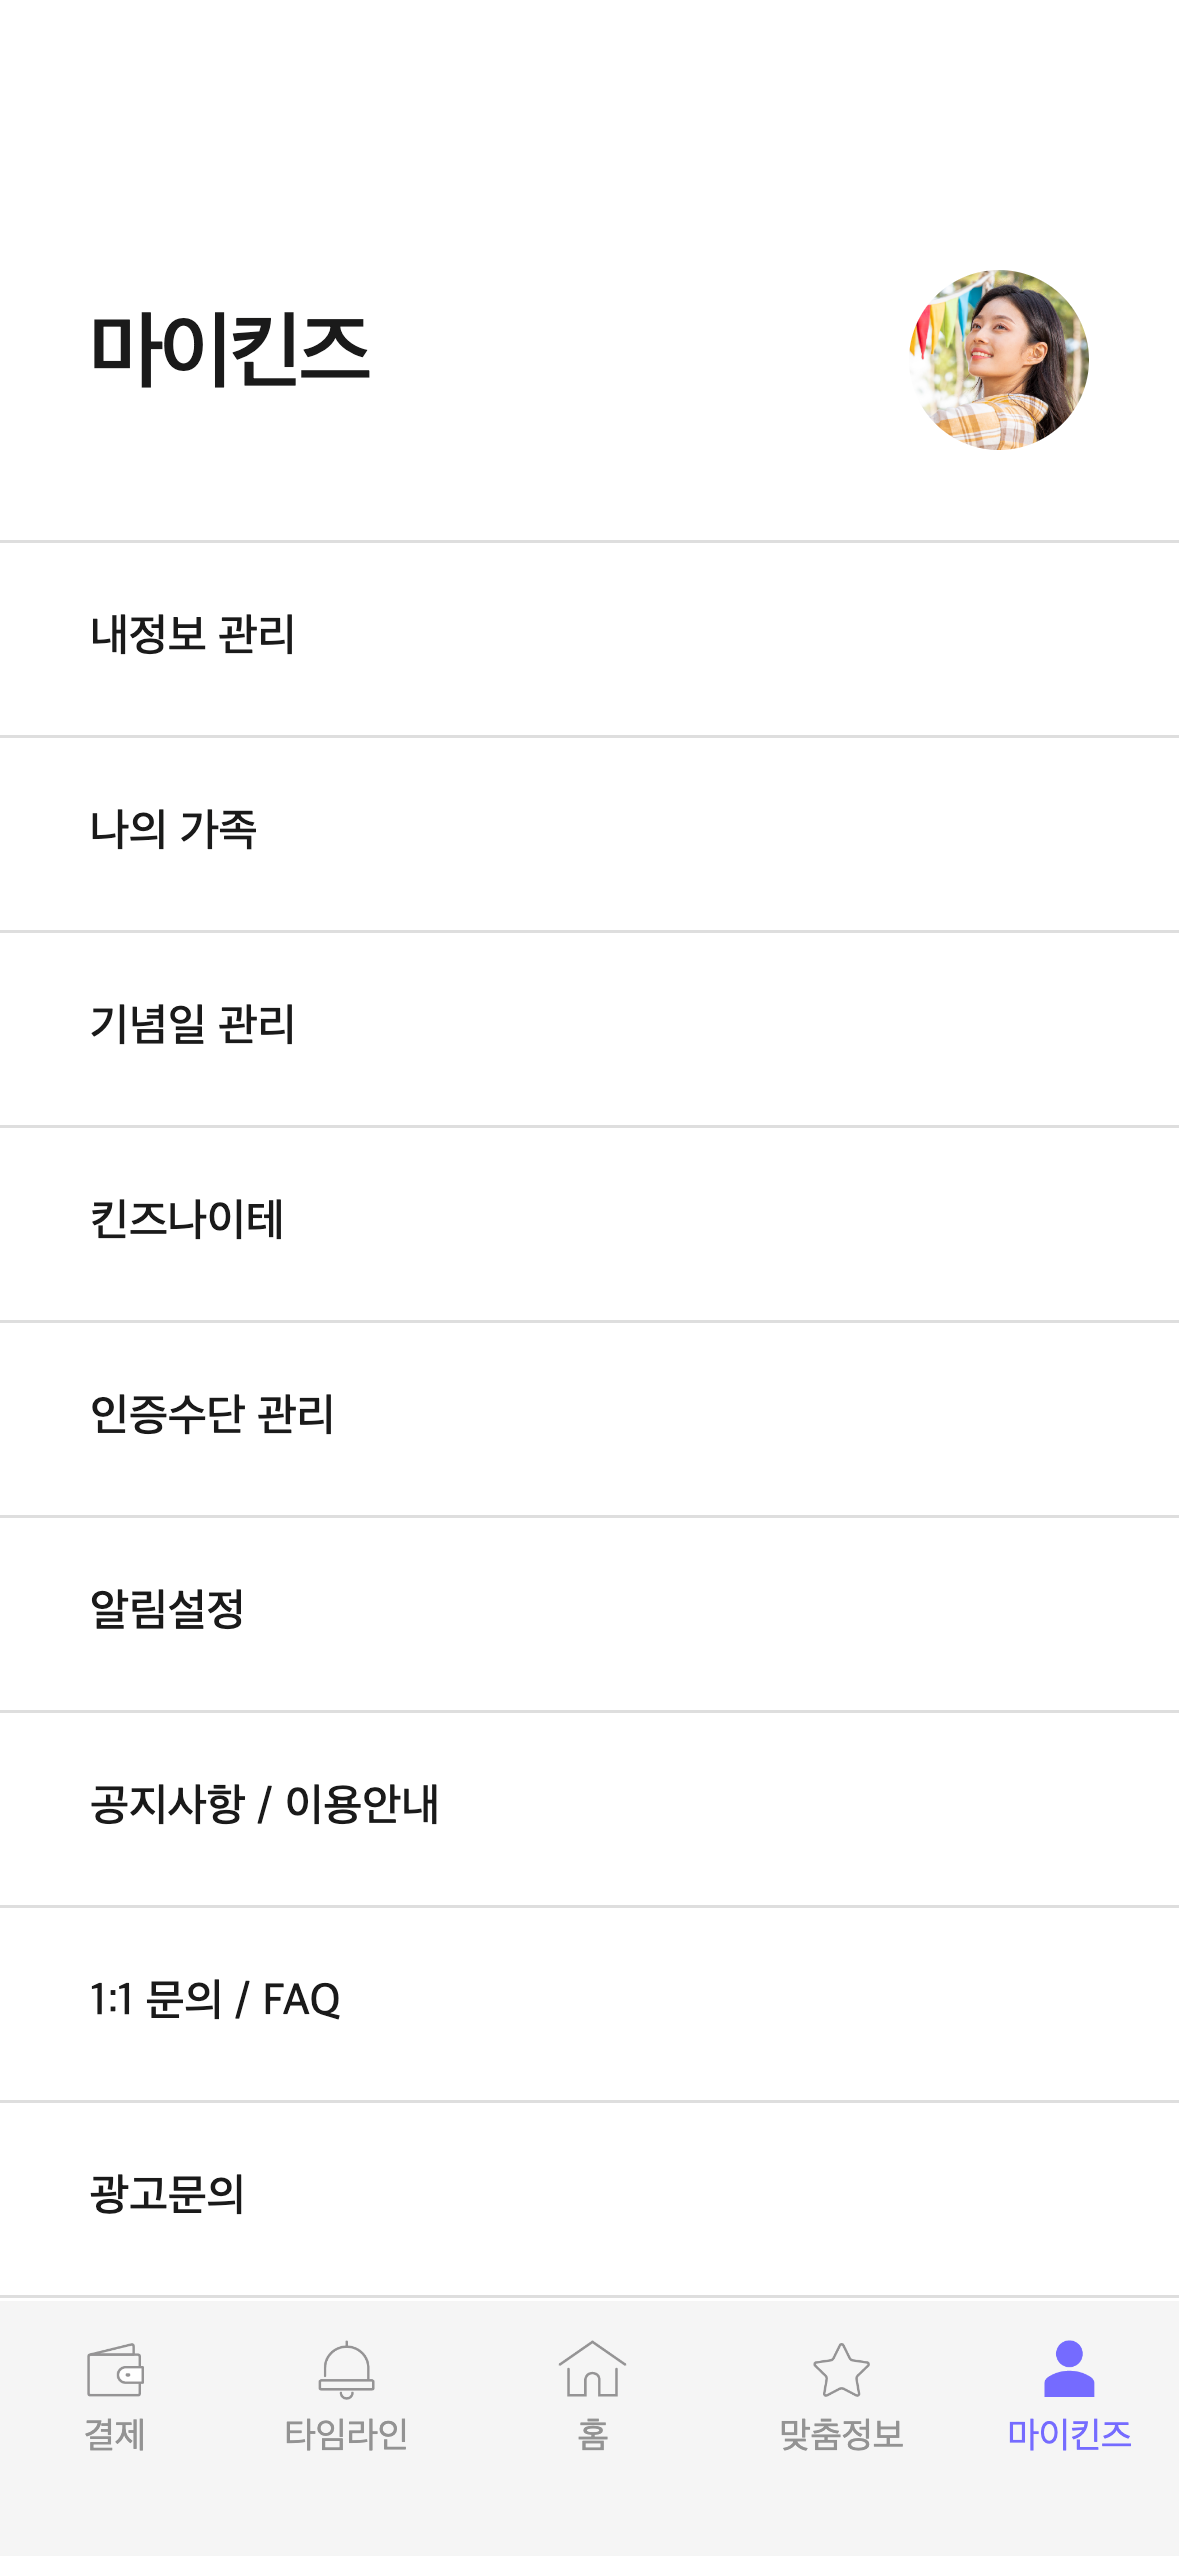 마이킨즈
내정보 관리
나의 가족
기념일 관리
킨즈나이테
인증수단 관리
알림설정
공지사항 / 이용안내
1:1 문의 / FAQ
광고문의
결제
타임라인
홈
맞춤정보
마이킨즈